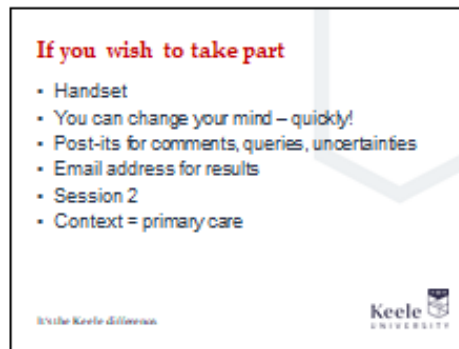 If you wish to take part
▪ Handset
▪ You can change your mind – quickly!
▪ Post-its for comments, queries, uncertainties
▪ Email address for results
▪ Session 2
▪ Context = primary care
It's the Keele difference.
Keele
UNIVERSITY